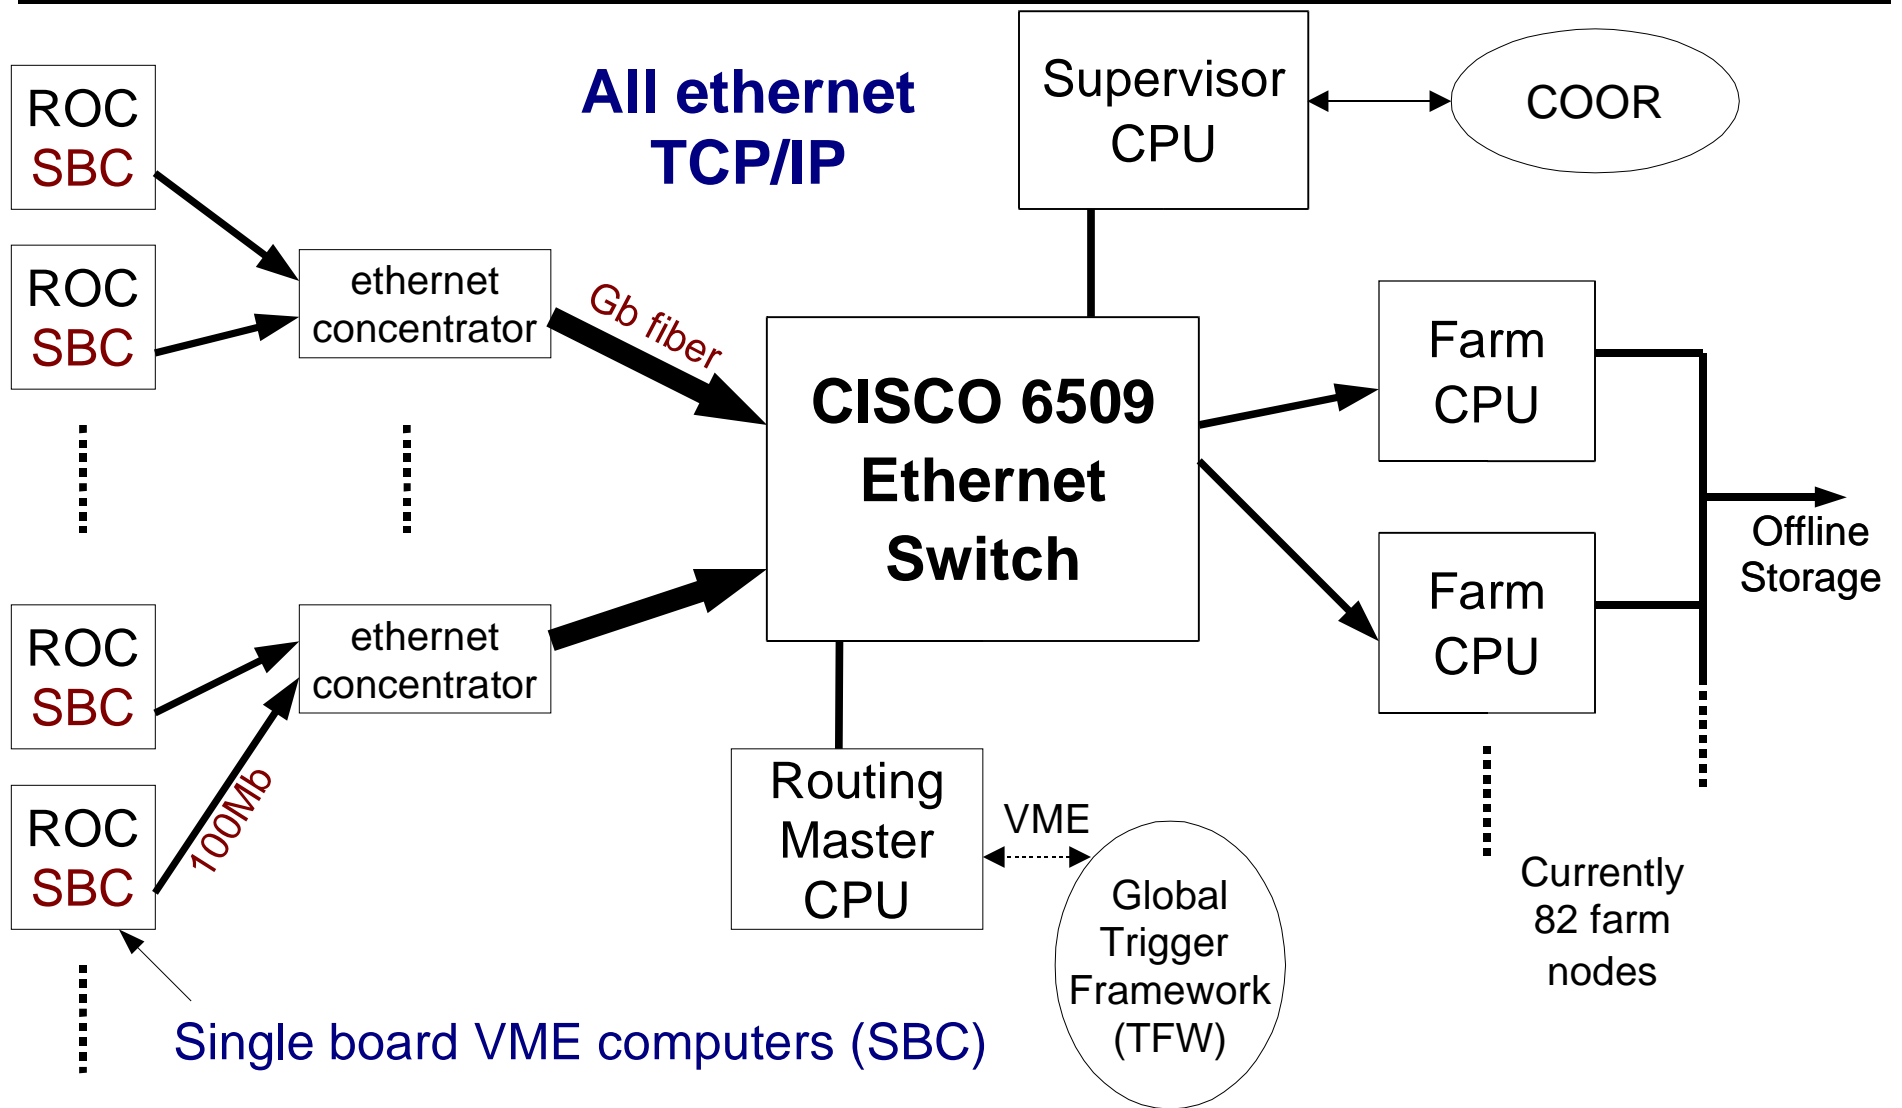 All ethernet
TCP/IP
Supervisor
CPU
COOR
ROC
SBC
ROC
SBC
ethernet
concentrator
Gb fiber
CISCO 6509
Ethernet
Switch
Farm
CPU
Farm
CPU
Offline
Storage
ROC
SBC
ethernet
concentrator
ROC
SBC
100Mb
Routing
Master
CPU
VME
Global
Trigger
Framework
(TFW)
Currently
82 farm
nodes
Single board VME computers (SBC)